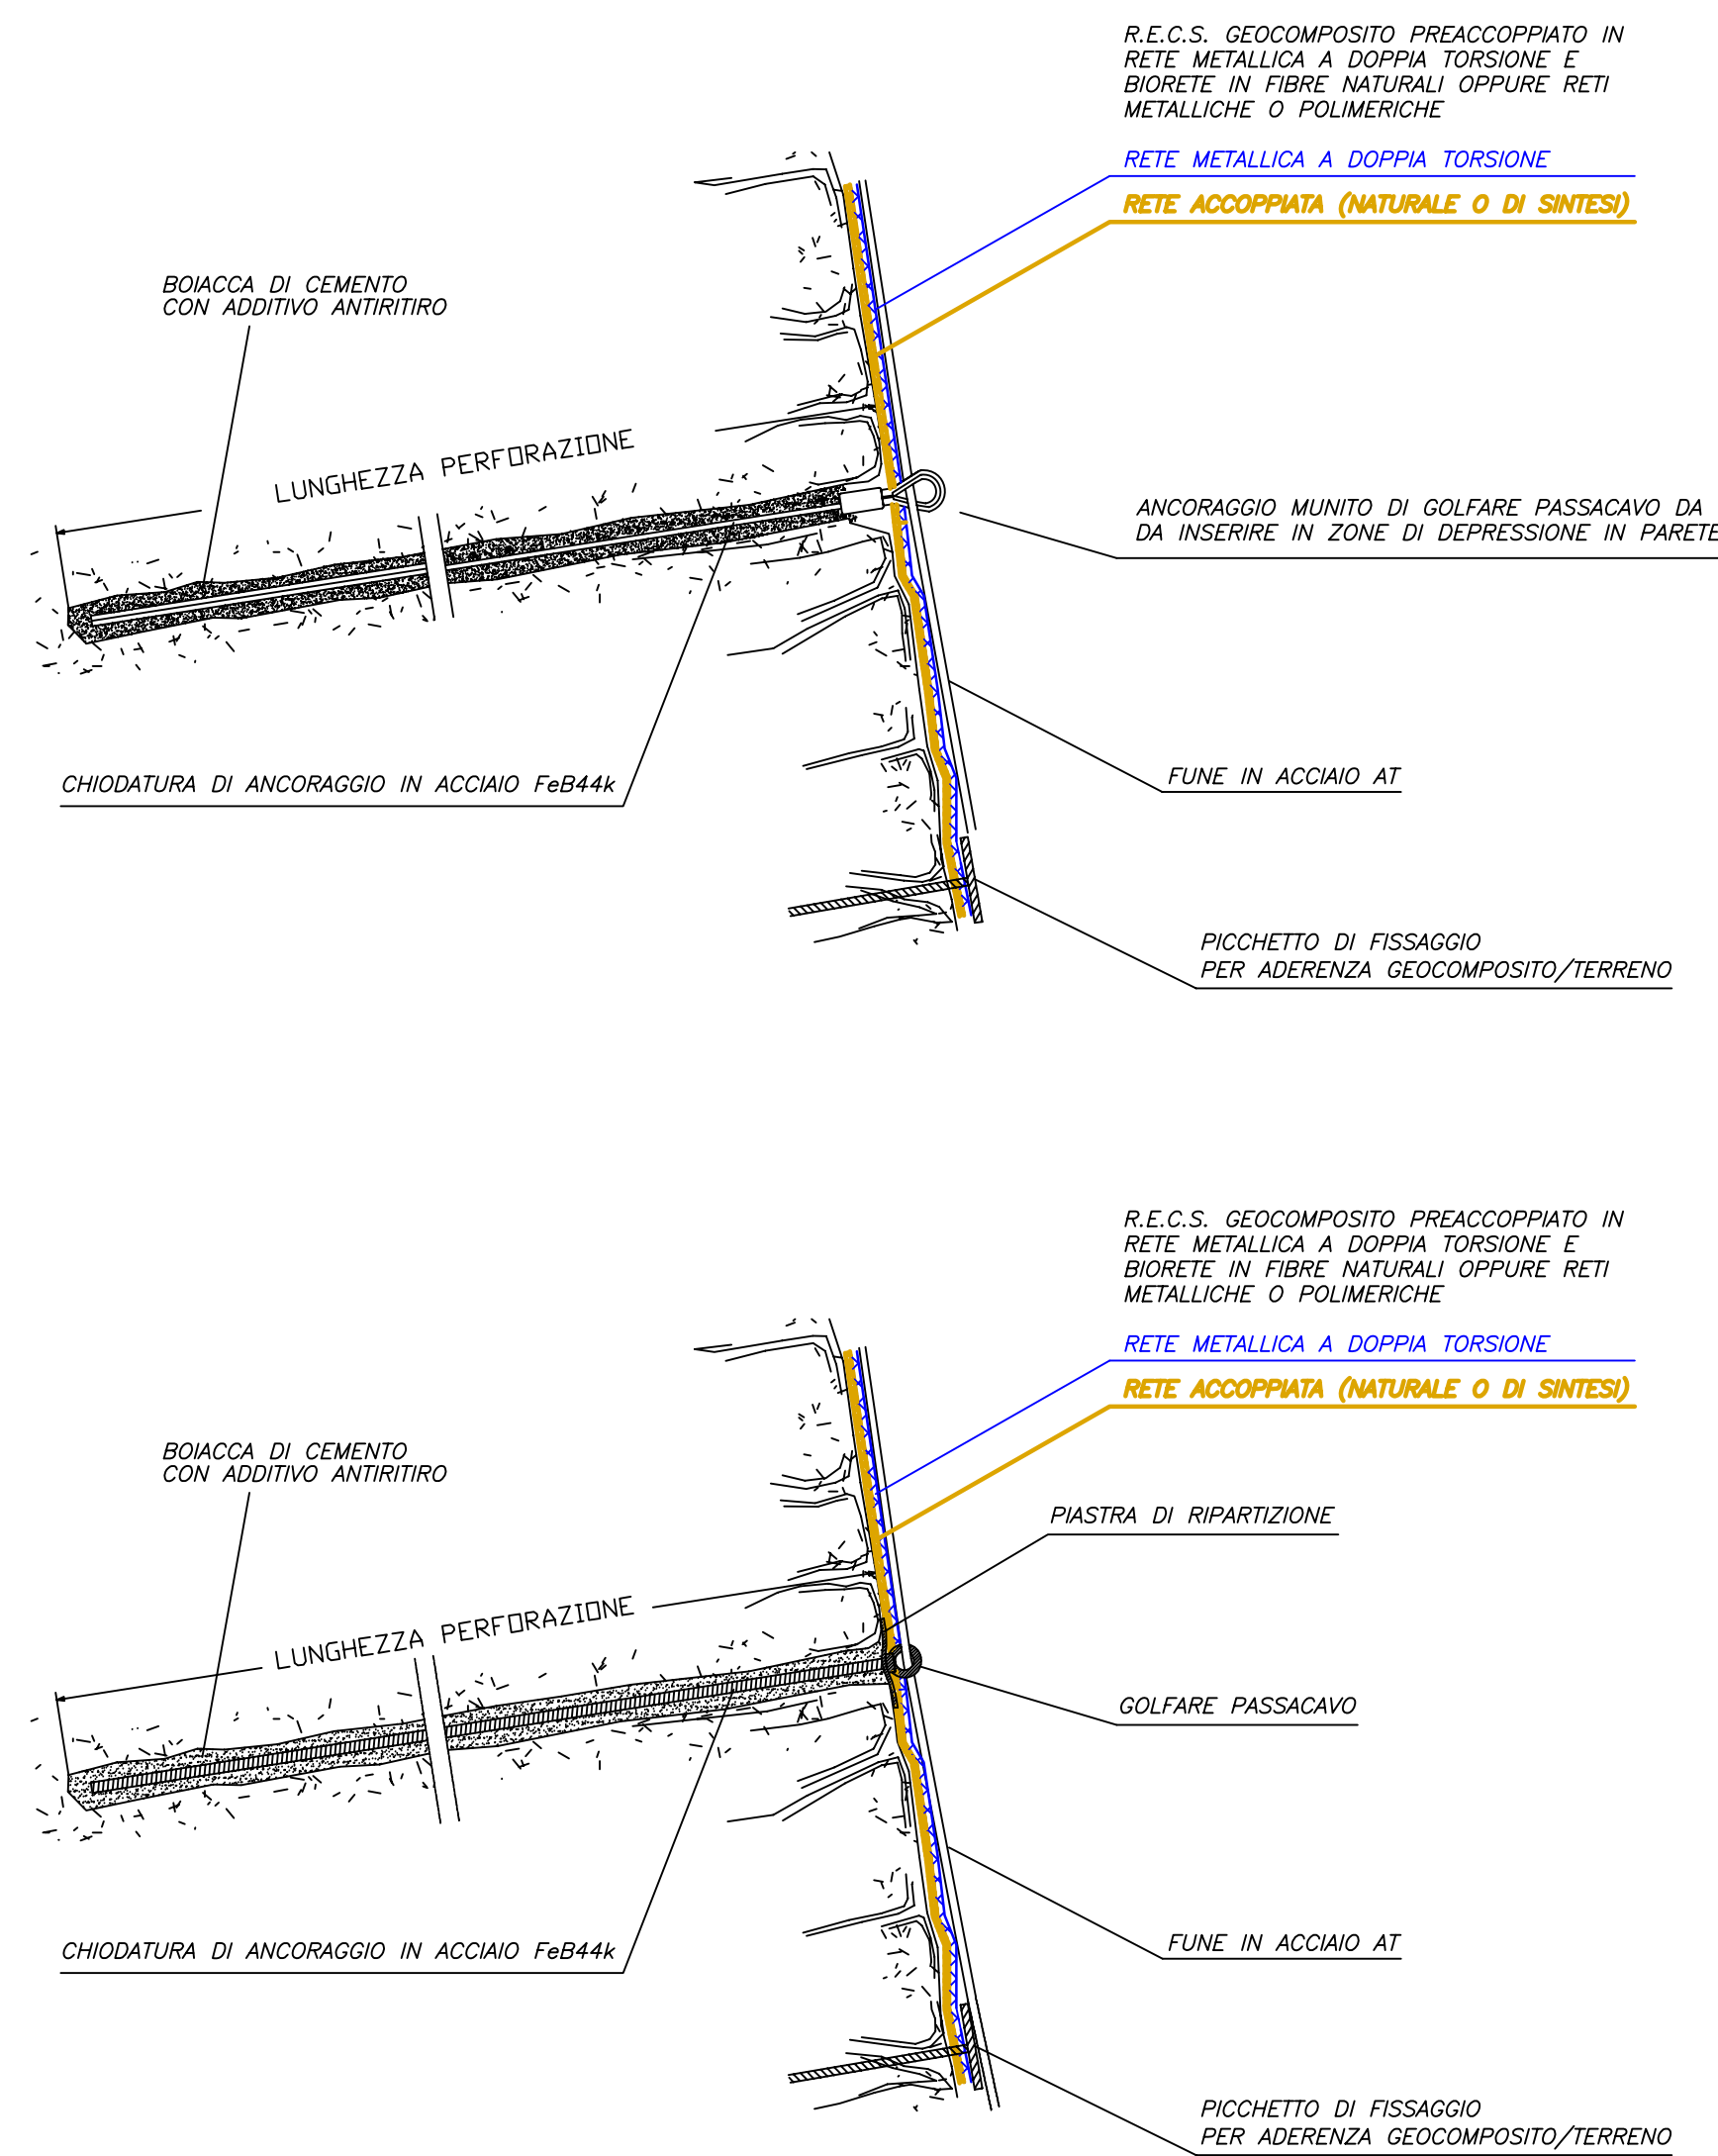 R.E.C.S. GEOCOMPOSITO PREACCOPPIATO IN
RETE METALLICA A DOPPIA TORSIONE E
BIORETE IN FIBRE NATURALI OPPURE RETI
METALLICHE O POLIMERICHE
RETE METALLICA A DOPPIA TORSIONE
RETE ACCOPPIATA (NATURALE O DI SINTESI)
BOIACCA DI CEMENTO
CON ADDITIVO ANTIRITIRO
LUNGHEZZA PERFORAZIONE
ANCORAGGIO MUNITO DI GOLFARE PASSACAVO DA
DA INSERIRE IN ZONE DI DEPRESSIONE IN PARETE
CHIODATURA DI ANCORAGGIO IN ACCIAIO FeB44k
FUNE IN ACCIAIO AT
PICCHETTO DI FISSAGGIO
PER ADERENZA GEOCOMPOSITO/TERRENO
R.E.C.S. GEOCOMPOSITO PREACCOPPIATO IN
RETE METALLICA A DOPPIA TORSIONE E
BIORETE IN FIBRE NATURALI OPPURE RETI
METALLICHE O POLIMERICHE
RETE METALLICA A DOPPIA TORSIONE
RETE ACCOPPIATA (NATURALE O DI SINTESI)
BOIACCA DI CEMENTO
CON ADDITIVO ANTIRITIRO
PIASTRA DI RIPARTIZIONE
LUNGHEZZA PERFORAZIONE
GOLFARE PASSACAVO
CHIODATURA DI ANCORAGGIO IN ACCIAIO FeB44k
FUNE IN ACCIAIO AT
PICCHETTO DI FISSAGGIO
PER ADERENZA GEOCOMPOSITO/TERRENO